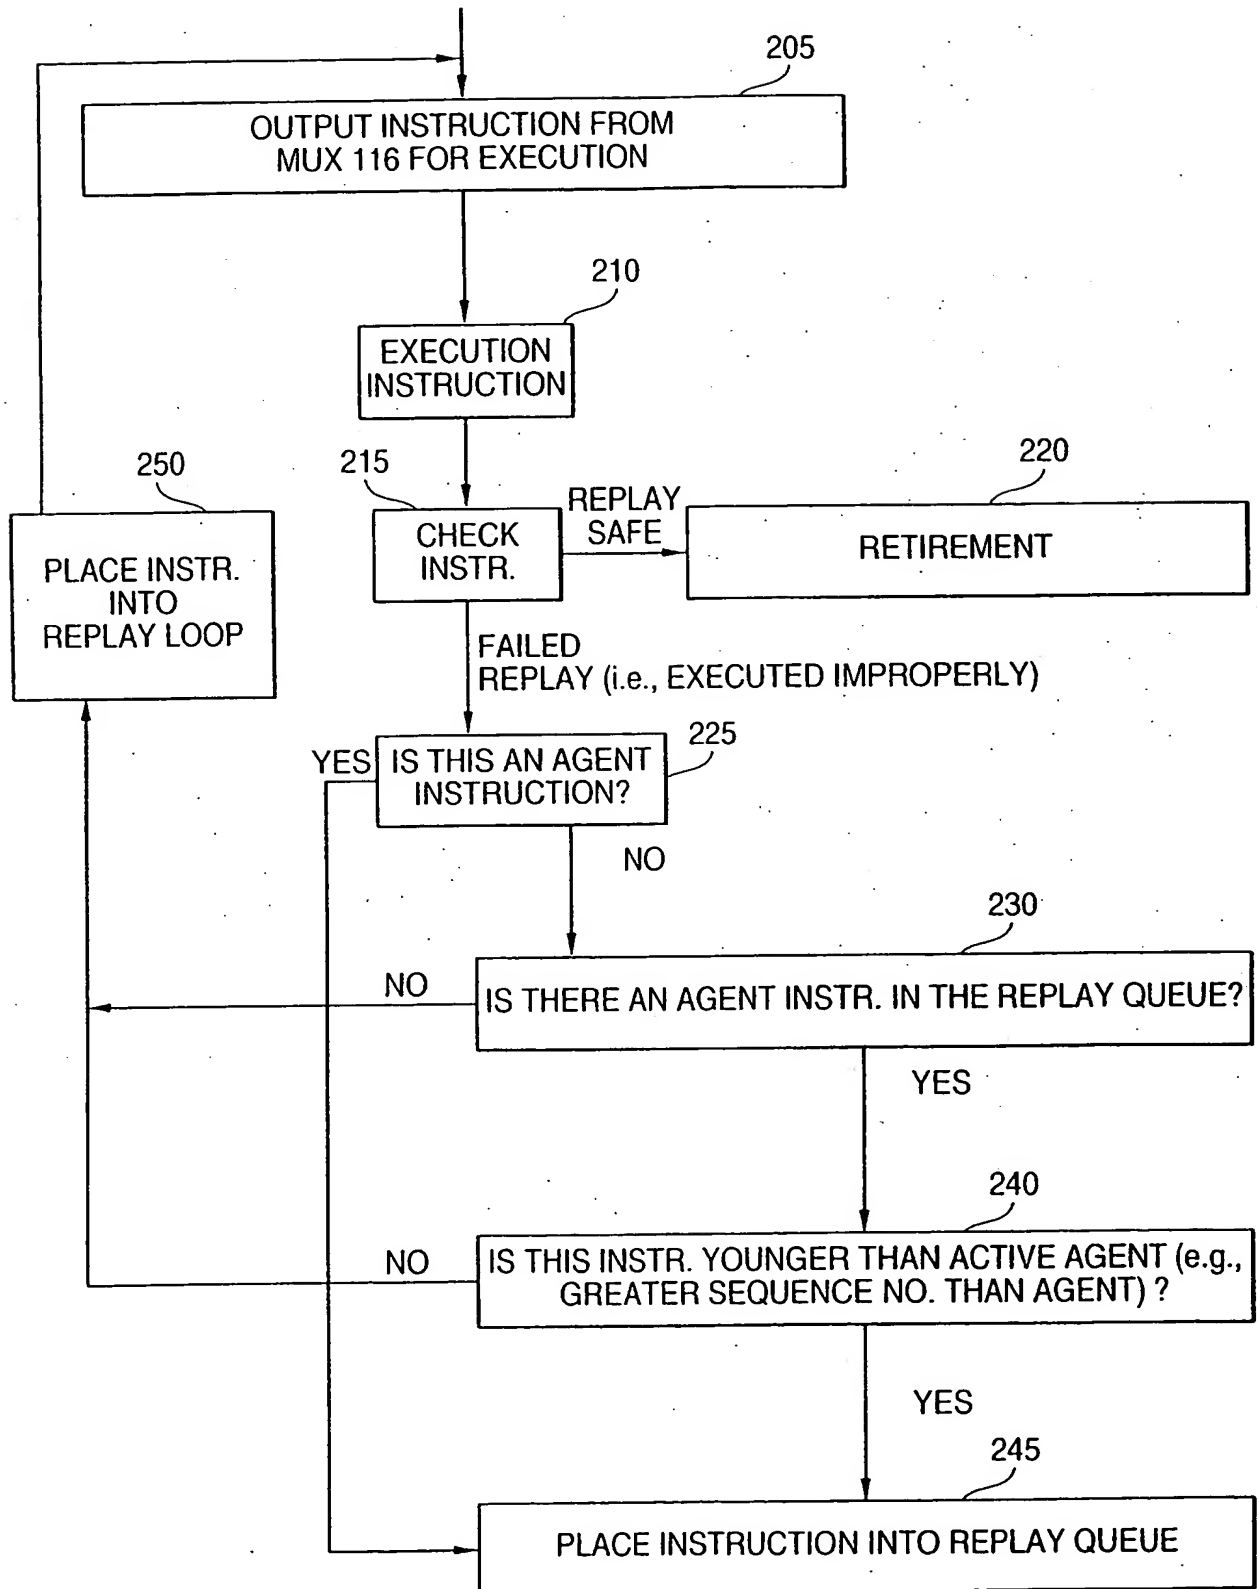 205
OUTPUT INSTRUCTION FROM
MUX 116 FOR EXECUTION
210
EXECUTION
INSTRUCTION
250
215
220
REPLAY
SAFE
PLACE INSTR.
INTO
REPLAY LOOP
CHECK
INSTR.
RETIREMENT
FAILED
REPLAY (i.e., EXECUTED IMPROPERLY)
225
YES
IS THIS AN AGENT
INSTRUCTION?
NO
230
NO
IS THERE AN AGENT INSTR. IN THE REPLAY QUEUE?
YES
240
NO
IS THIS INSTR. YOUNGER THAN ACTIVE AGENT (e.g.,
GREATER SEQUENCE NO. THAN AGENT) ?
YES
245
PLACE INSTRUCTION INTO REPLAY QUEUE